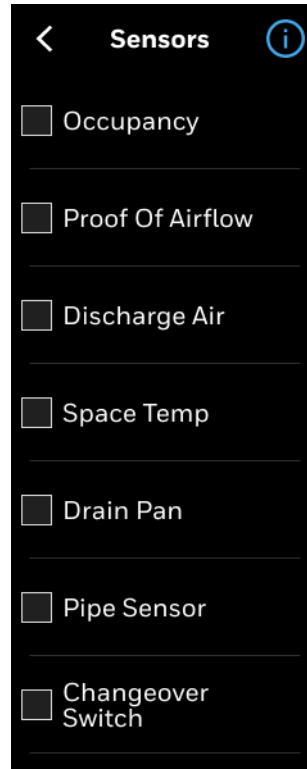 Sensors
Occupancy
Proof Of Airflow
Discharge Air
Space Temp
Drain Pan
Pipe Sensor
Changeover
Switch